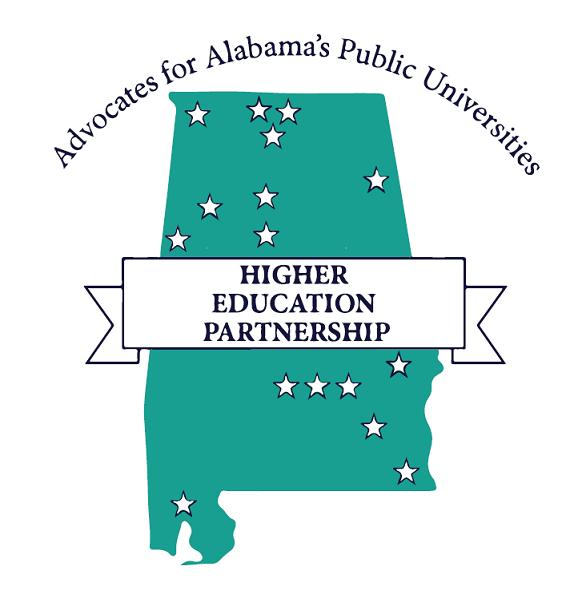 Advocates for Alabama's Public Universities
HIGHER
EDUCATION
PARTNERSHIP